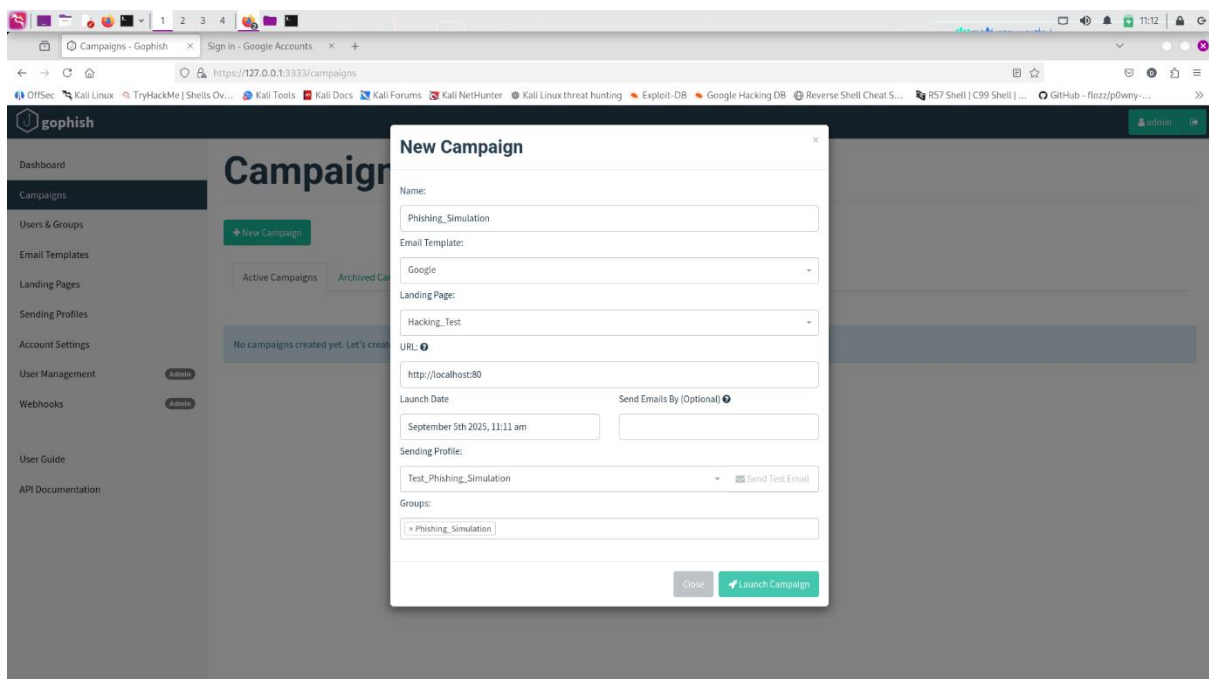 1 2 3 4 11:12
Campaigns - Gophish × Sign in - Google Accounts × +
https://127.0.0.1:3333/campaigns
OffSec Kali Linux TryHackMe | Shells Ov... Kali Tools Kali Docs Kali Forums Kali NetHunter Kali Linux threat hunting Exploit-DB Google Hacking DB Reverse Shell Cheat S... R57 Shell | C99 Shell | ... GitHub - flozz/p0wny-... »
gophish admin
Dashboard
Campaigns
Users & Groups
Email Templates
Landing Pages
Sending Profiles
Account Settings
User Management Admin
Webhooks Admin
User Guide
API Documentation
Campaign
+ New Campaign
Active Campaigns Archived Ca
No campaigns created yet. Let's creat
New Campaign ×
Name:
Phishing_Simulation
Email Template:
Google
Landing Page:
Hacking_Test
URL: ?
http://localhost:80
Launch Date Send Emails By (Optional) ?
September 5th 2025, 11:11 am
Sending Profile:
Test_Phishing_Simulation Send Test Email
Groups:
× Phishing_Simulation
Close Launch Campaign